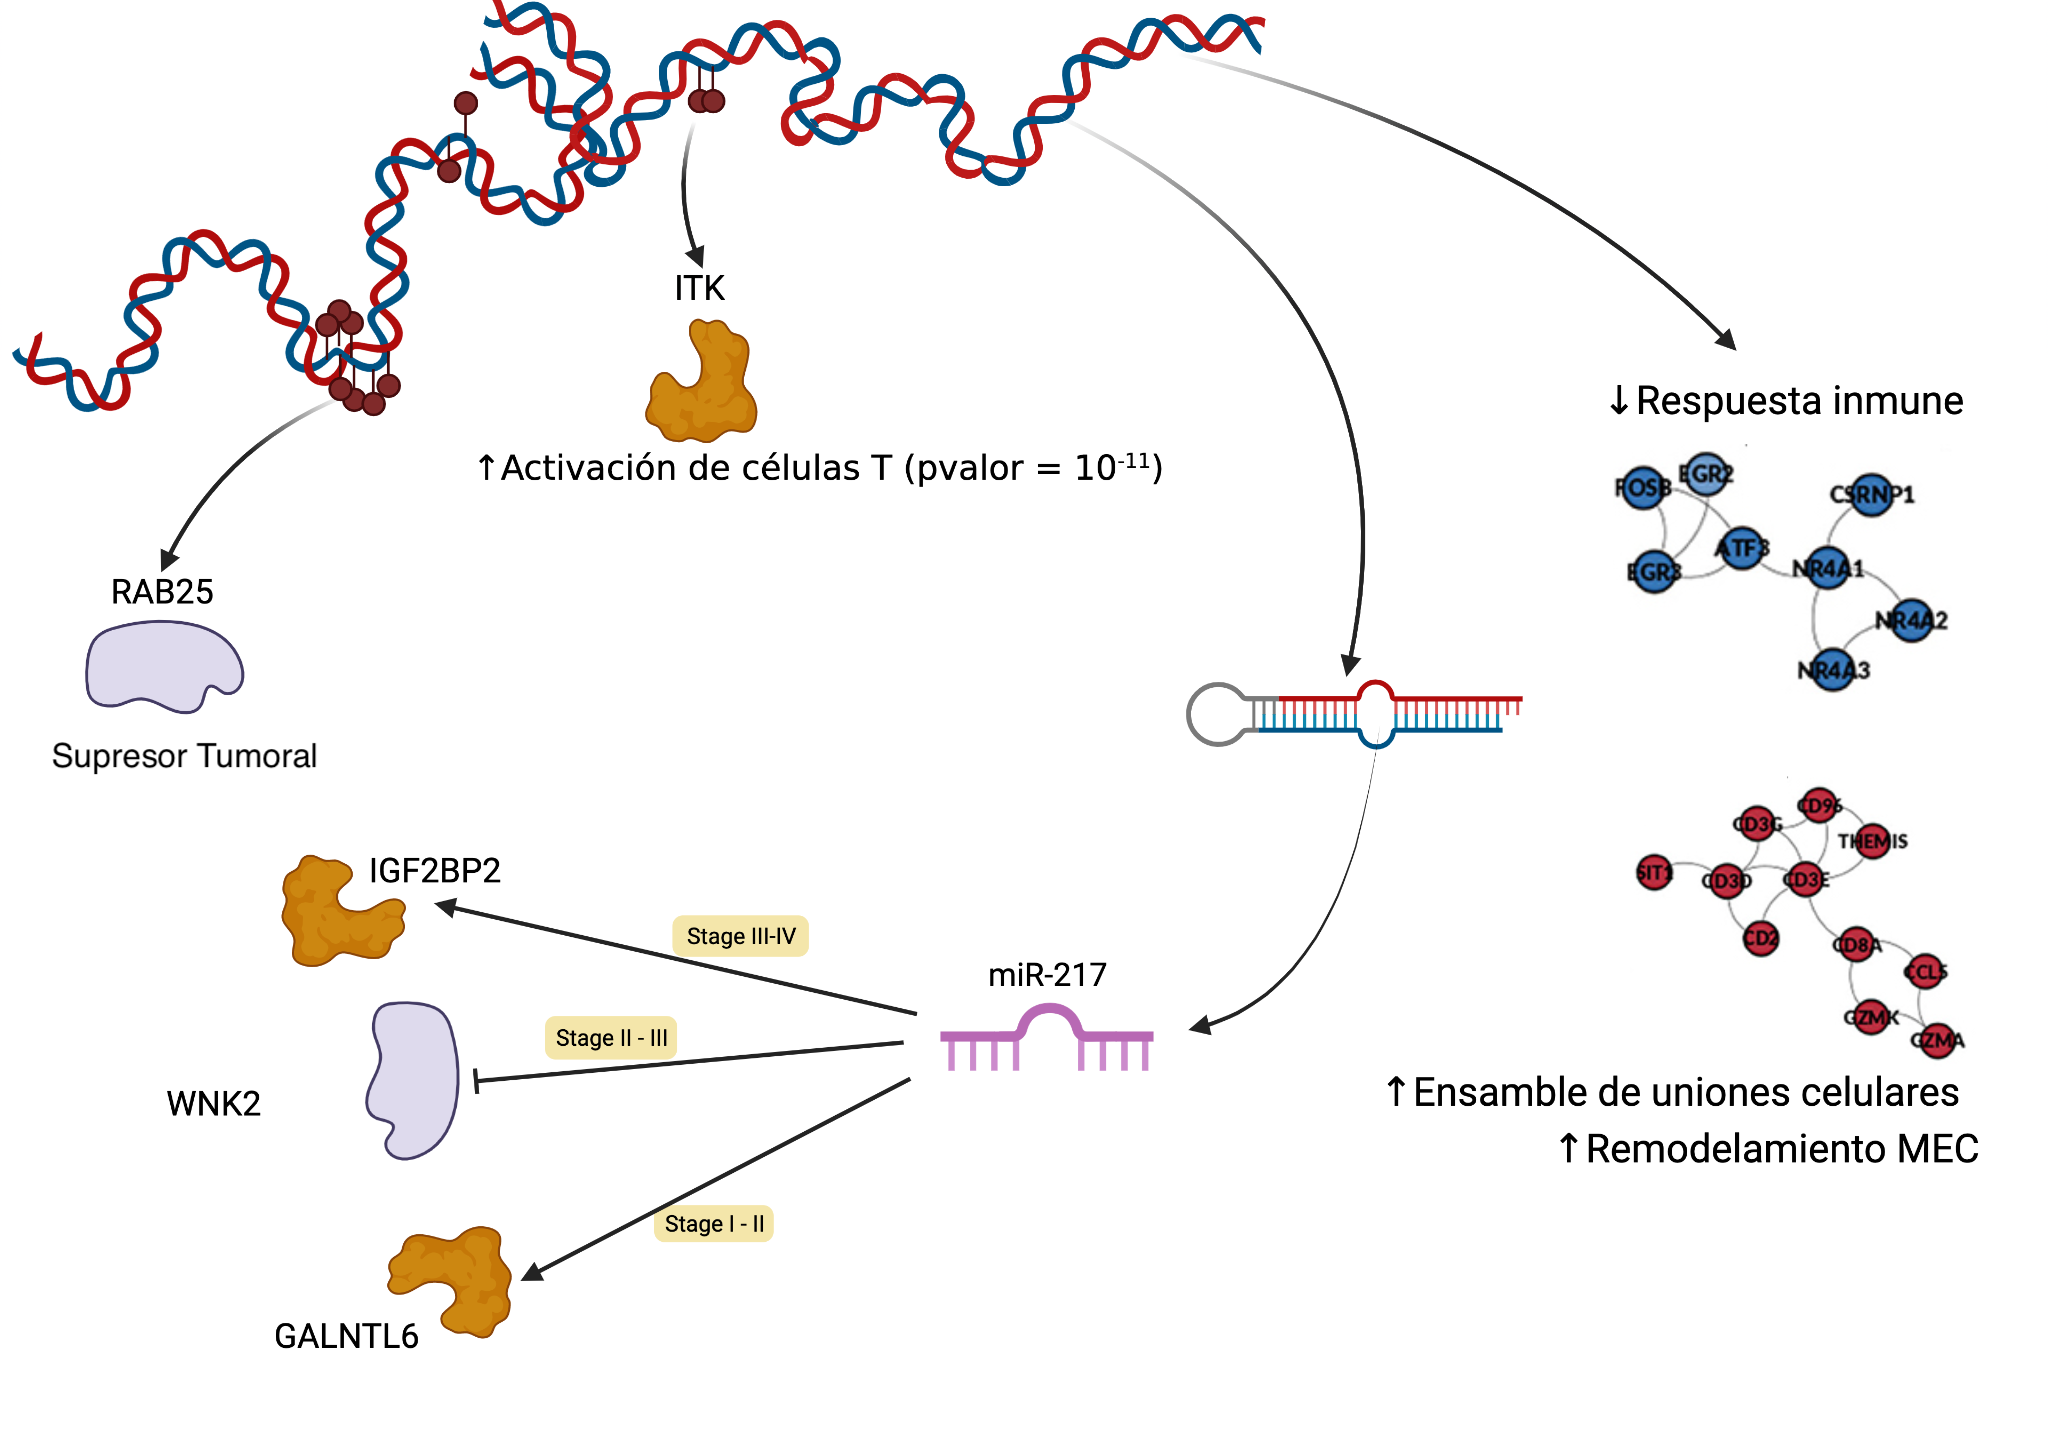 ITK
↑Activación de células T (pvalor = 10⁻¹¹)
RAB25
Supresor Tumoral
↓Respuesta inmune
FOSB
EGR2
CSRNP1
ATF3
EGR3
NR4A1
NR4A2
NR4A3
CD96
CD3G
THEMIS
SIT1
CD3D
CD3E
CD2
CD8A
CCL5
GZMK
GZMA
↑Ensamble de uniones celulares
↑Remodelamiento MEC
IGF2BP2
Stage III-IV
miR-217
Stage II - III
WNK2
Stage I - II
GALNTL6